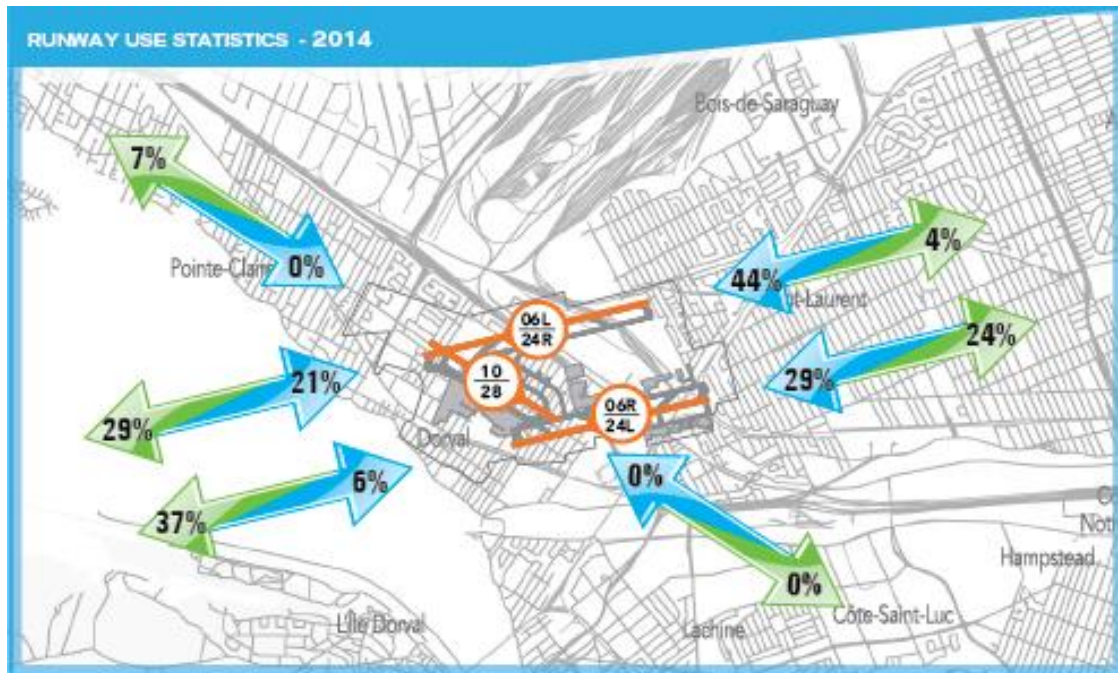 RUNWAY USE STATISTICS - 2014
Bois-de-Saraguay
7%
4%
Pointe-Clair
0%
44%
nt-Laurent
06L
24R
24%
10
28
21%
29%
06R
24L
29%
Dorval
6%
0%
37%
Hampstead
0%
L'Île Dorval
Lachine
Côte-Saint-Luc